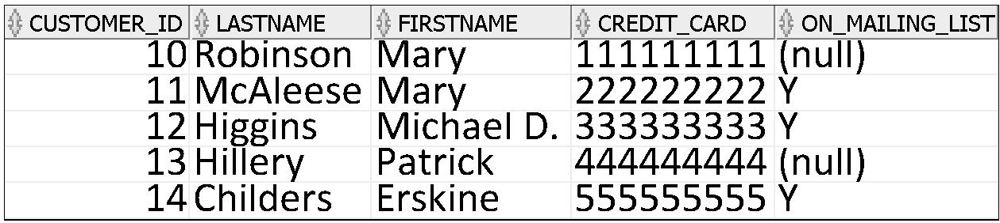 CUSTOMER_ID LASTNAME FIRSTNAME CREDIT_CARD ON_MAILING_LIST
10 Robinson Mary 111111111 (null)
11 McAleese Mary 222222222 Y
12 Higgins Michael D. 333333333 Y
13 Hillery Patrick 444444444 (null)
14 Childers Erskine 555555555 Y